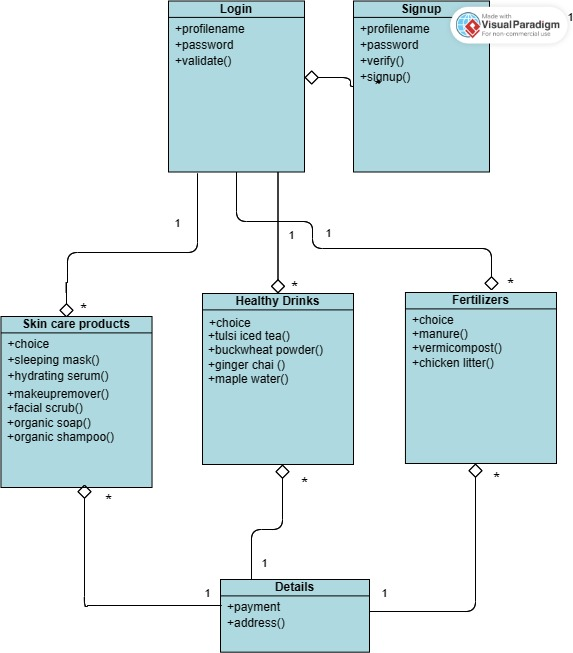 Login
+profilename
+password
+validate()
Signup
+profilename
+password
+verify()
+signup()
*
Made with
Visual Paradigm
For non-commercial use
1
1
1
1
*
*
*
Skin care products
+choice
+sleeping mask()
+hydrating serum()
+makeupremover()
+facial scrub()
+organic soap()
+organic shampoo()
Healthy Drinks
+choice
+tulsi iced tea()
+buckwheat powder()
+ginger chai ()
+maple water()
Fertilizers
+choice
+manure()
+vermicompost()
+chicken litter()
*
*
*
1
1
1
Details
+payment
+address()